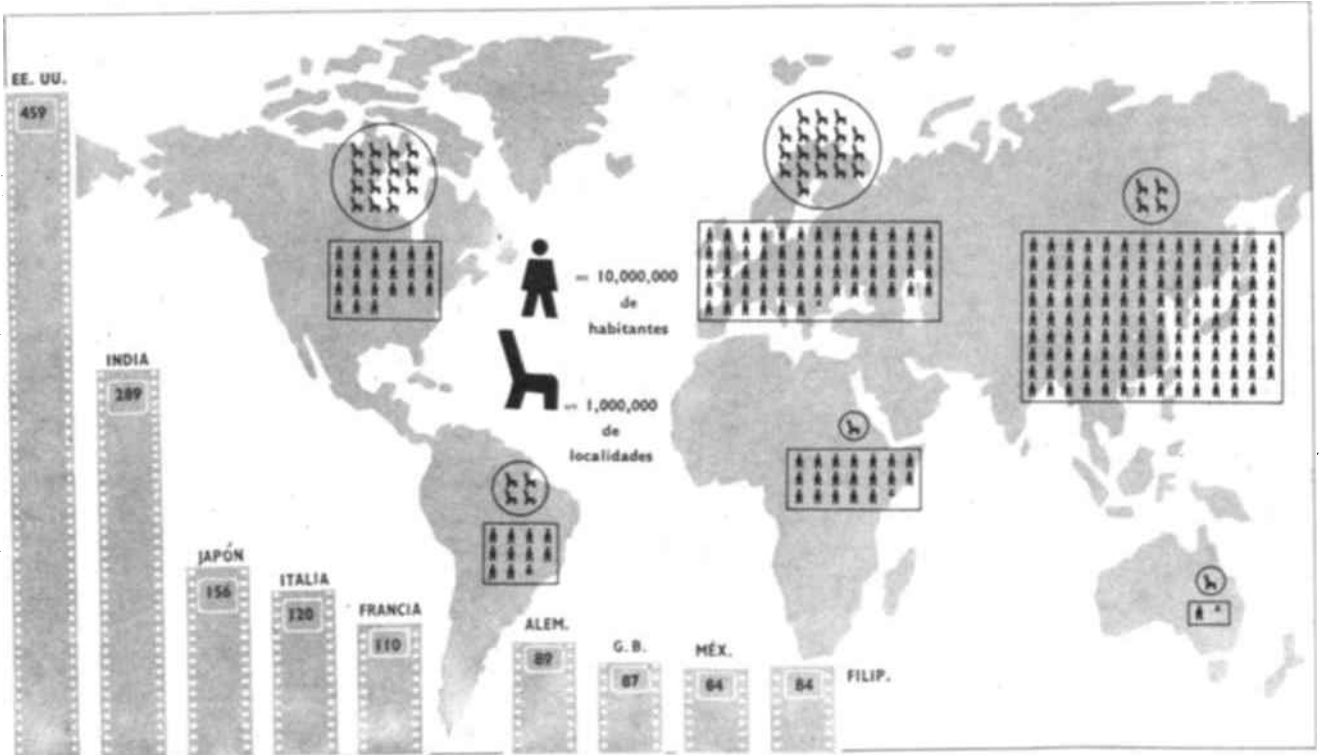 EE. UU.
459
INDIA
289
JAPÓN
156
ITALIA
120
FRANCIA
110
ALEM.
89
G.B.
87
MÉX.
84
84
FILIP.
= 10,000,000
de
habitantes
= 1,000,000
de
localidades